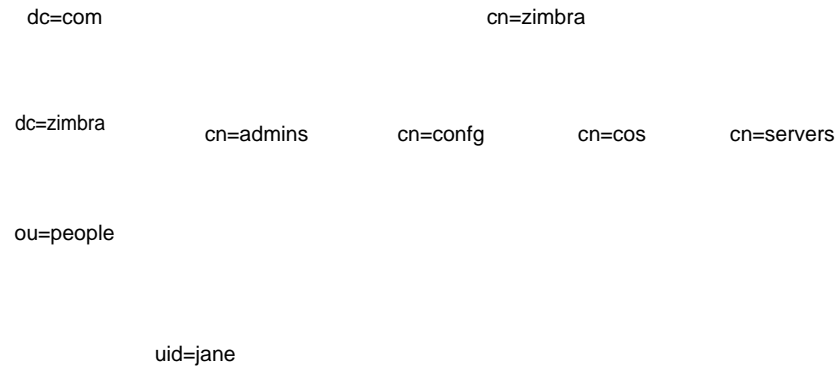 dc=com cn=zimbra
dc=zimbra cn=admins cn=confg cn=cos cn=servers
ou=people
uid=jane